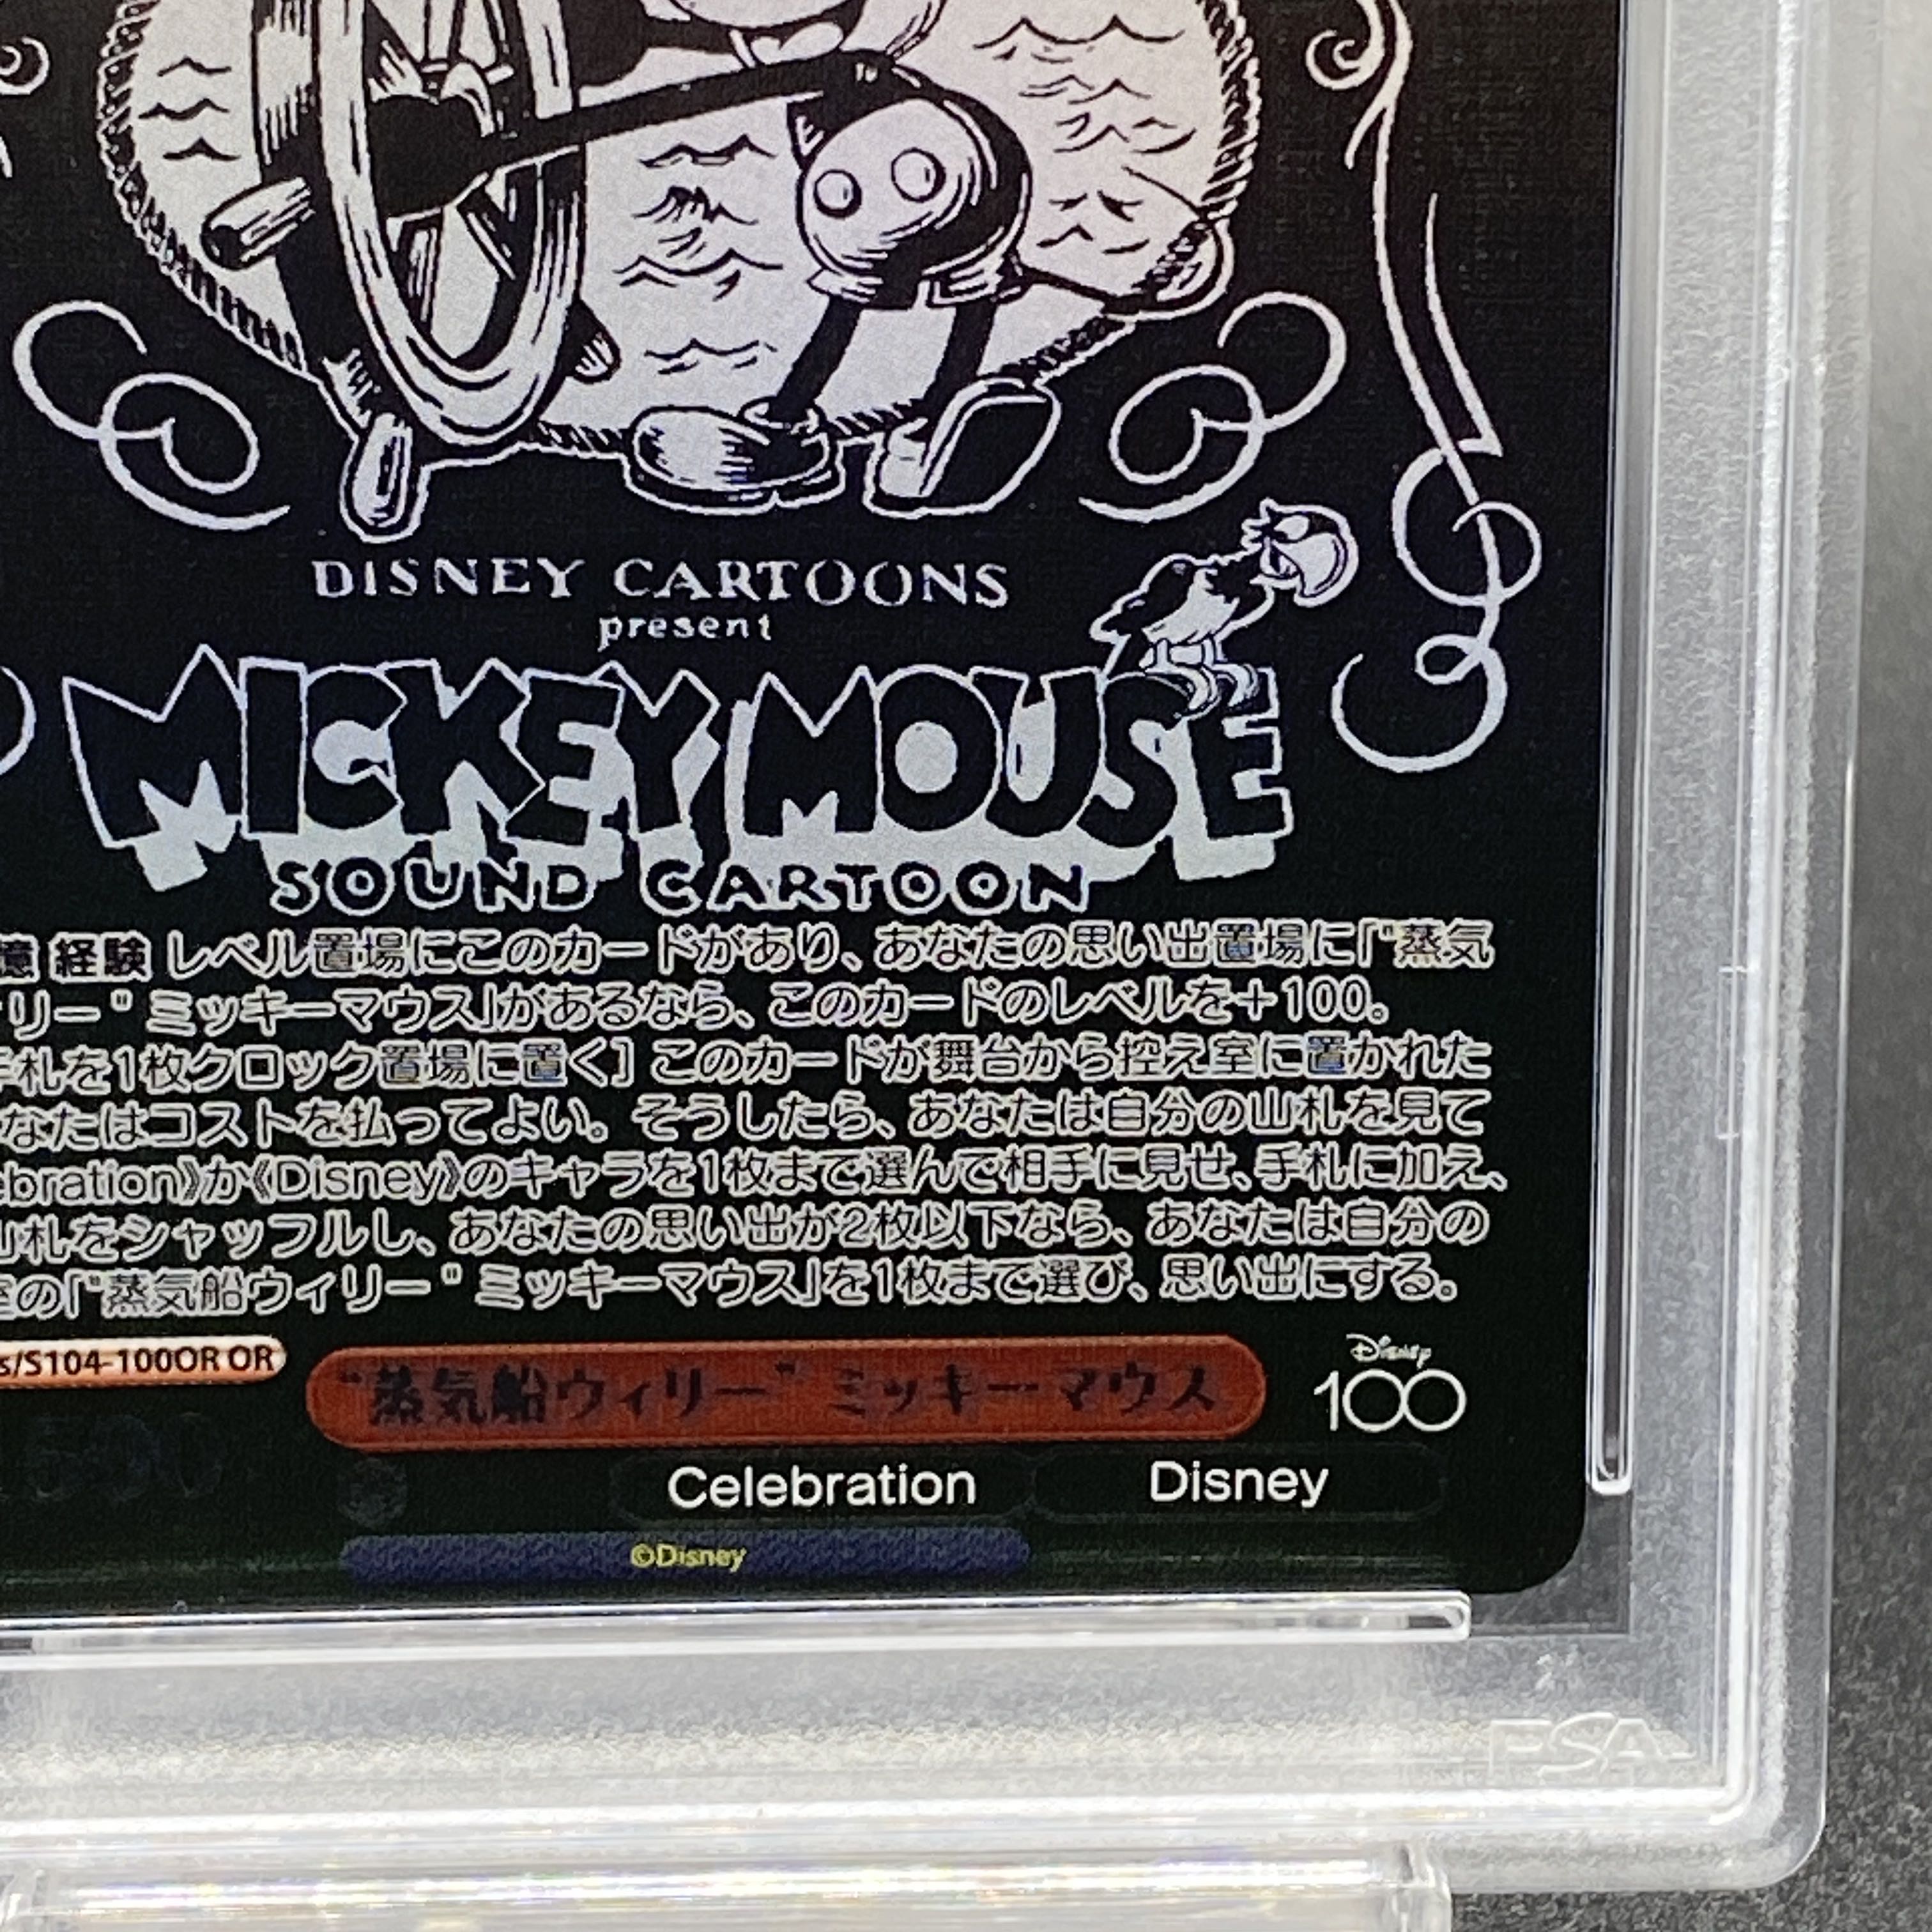 DISNEY CARTOONS
present
MICKEY MOUSE
SOUND CARTOON
憶 経験 レベル置場にこのカードがあり、あなたの思い出置場に「"蒸気
リー" ミッキーマウス」があるなら、このカードのレベルを+100。
手札を1枚クロック置場に置く] このカードが舞台から控え室に置かれた
なたはコストを払ってよい。そうしたら、あなたは自分の山札を見て
ebration》か《Disney》のキャラを1枚まで選んで相手に見せ、手札に加え、
山札をシャッフルし、あなたの思い出が2枚以下なら、あなたは自分の
室の「"蒸気船ウィリー" ミッキーマウス」を1枚まで選び、思い出にする。
s/S104-100OR OR
"蒸気船ウィリー" ミッキーマウス
Disney
100
Celebration Disney
©Disney
PSA